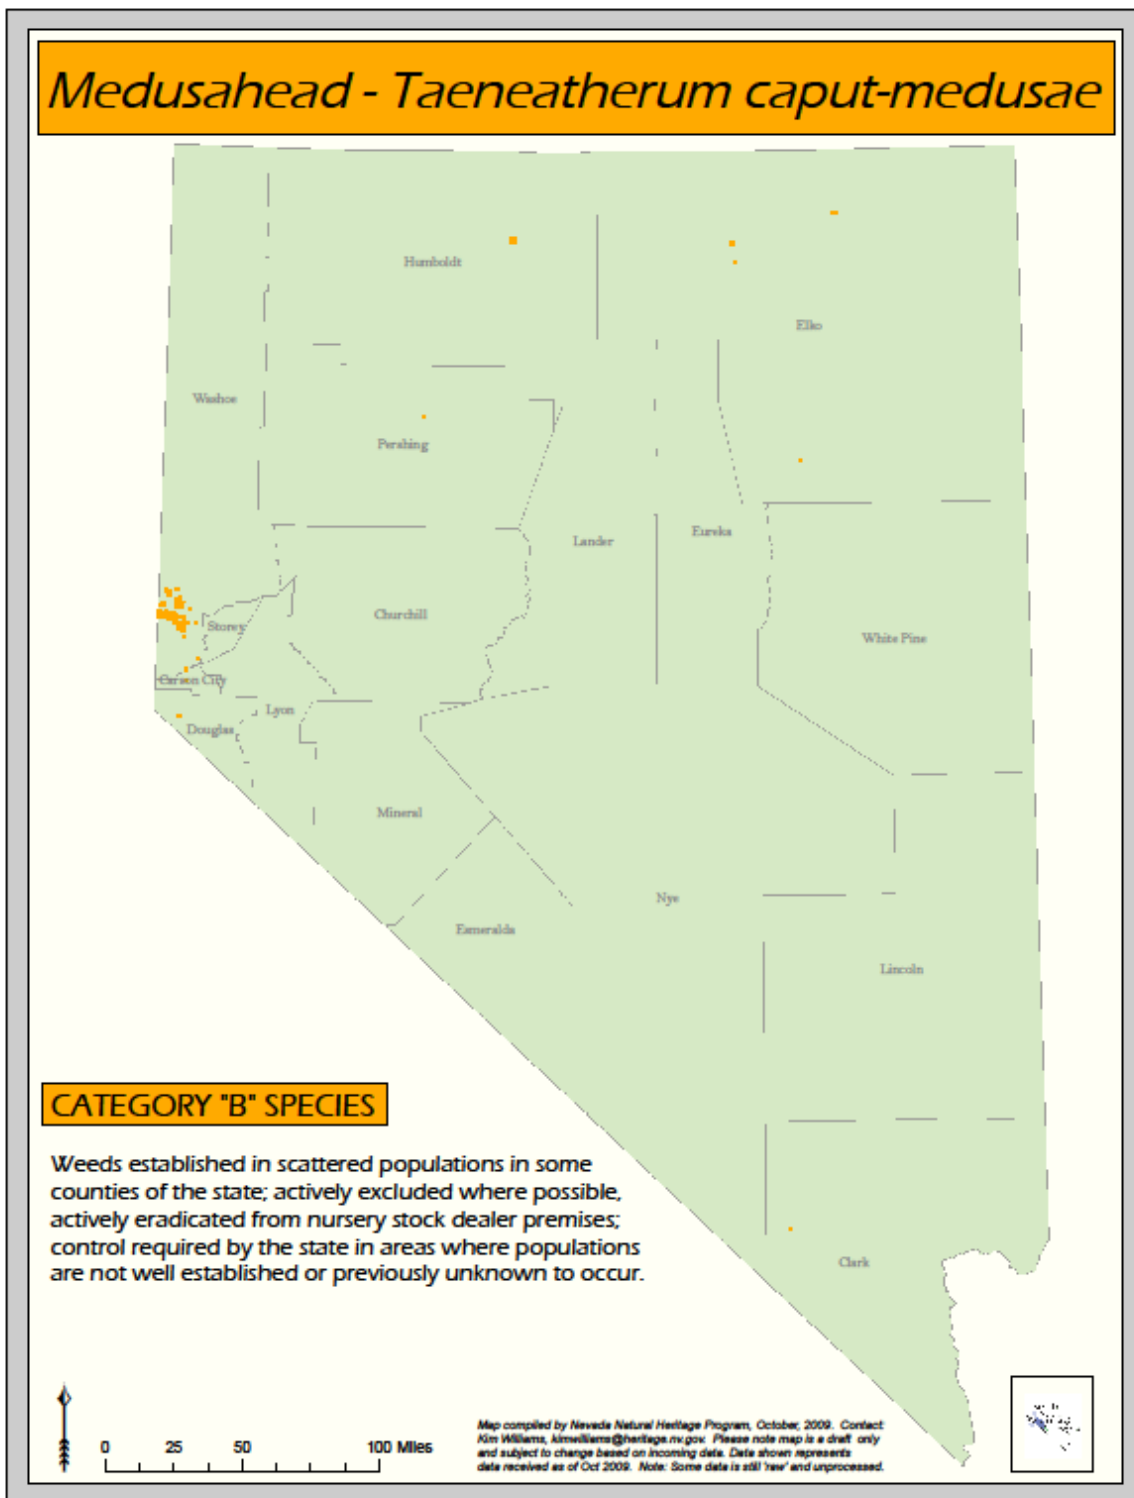 Medusahead - Taeneatherum caput-medusae
Humboldt
Elko
Washoe
Pershing
Lander
Eureka
Churchill
Storey
White Pine
Carson City
Lyon
Douglas
Mineral
Nye
Esmeralda
Lincoln
Clark
CATEGORY "B" SPECIES
Weeds established in scattered populations in some
counties of the state; actively excluded where possible,
actively eradicated from nursery stock dealer premises;
control required by the state in areas where populations
are not well established or previously unknown to occur.
0 25 50 100 Miles
Map compiled by Nevada Natural Heritage Program, October, 2009. Contact
Kim Williams, kimwilliams@heritage.nv.gov. Please note map is a draft only
and subject to change based on incoming data. Data shown represents
data received as of Oct 2009. Note: Some data is still 'raw' and unprocessed.